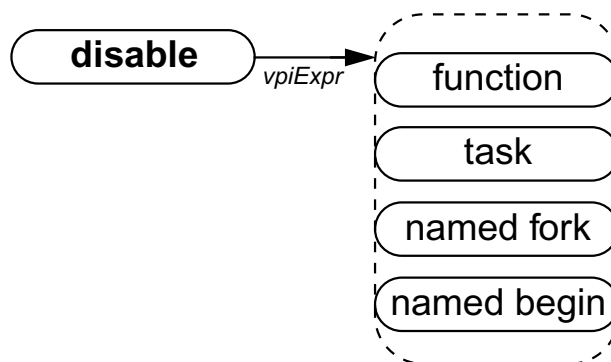 disable
vpiExpr
function
task
named fork
named begin